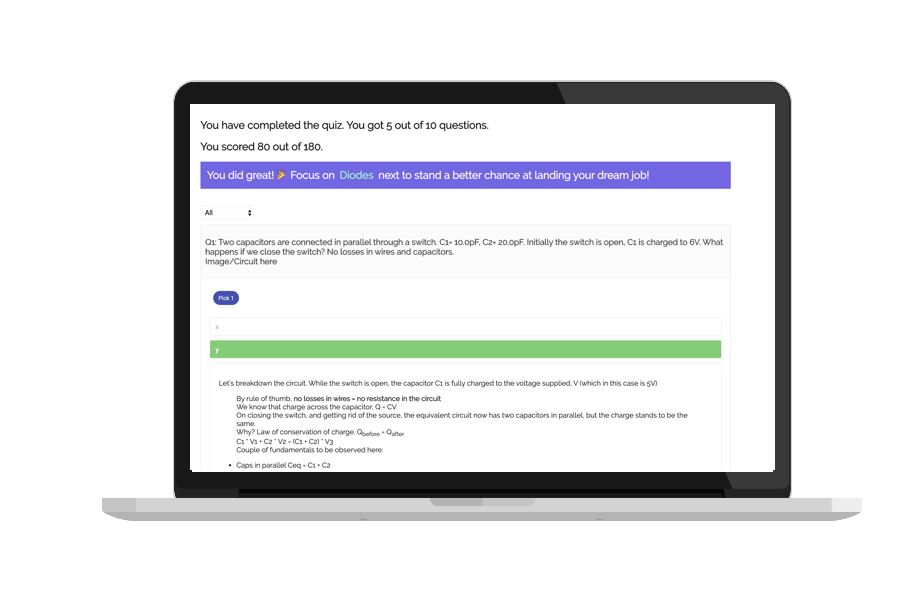 You have completed the quiz. You got 5 out of 10 questions.
You scored 80 out of 180.
You did great! 🎉 Focus on Diodes next to stand a better chance at landing your dream job!
All
Q1: Two capacitors are connected in parallel through a switch. C1= 10.0pF, C2= 20.0pF. Initially the switch is open, C1 is charged to 6V. What
happens if we close the switch? No losses in wires and capacitors.
Image/Circuit here
Pick 1
x
y
Let's breakdown the circuit. While the switch is open, the capacitor C1 is fully charged to the voltage supplied, V (which in this case is 5V)
By rule of thumb, no losses in wires = no resistance in the circuit
We know that charge across the capacitor, Q = CV
On closing the switch, and getting rid of the source, the equivalent circuit now has two capacitors in parallel, but the charge stands to be the
same.
Why? Law of conservation of charge. Qbefore = Qafter
C1 * V1 + C2 * V2 = (C1 + C2) * V3
Couple of fundamentals to be observed here:
• Caps in parallel Ceq = C1 + C2